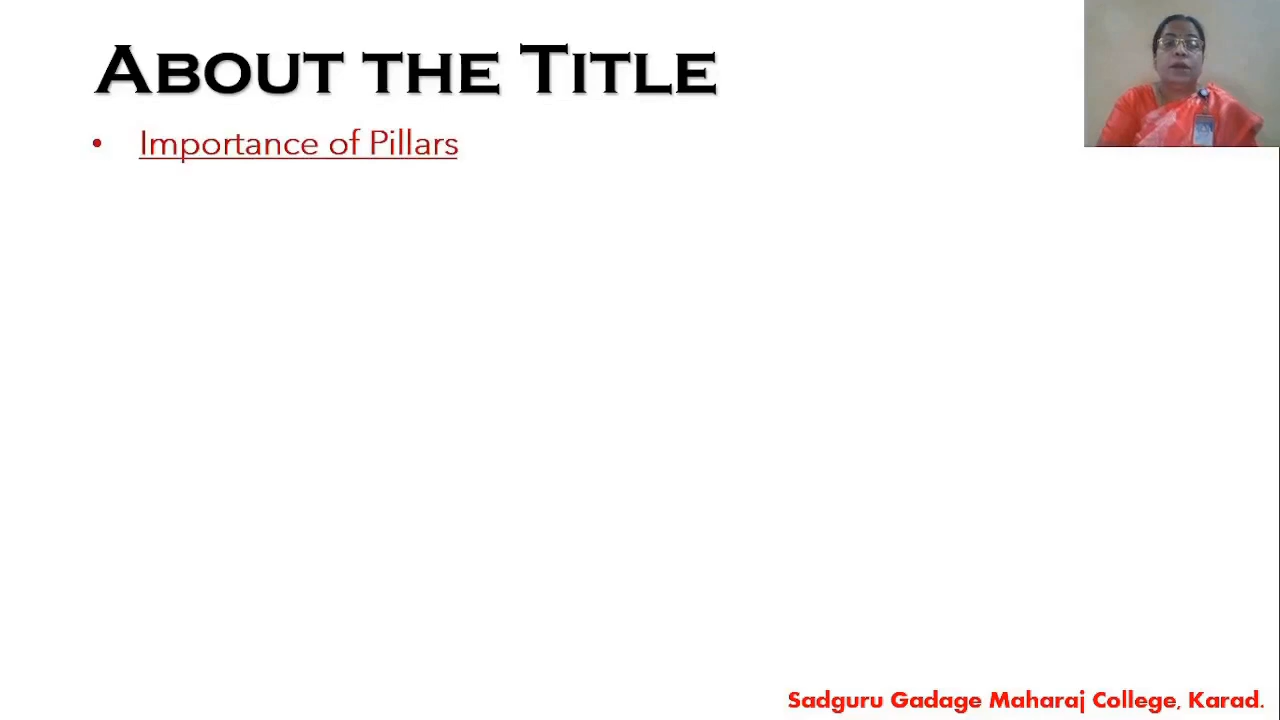 About the Title
• Importance of Pillars
Sadguru Gadage Maharaj College, Karad.